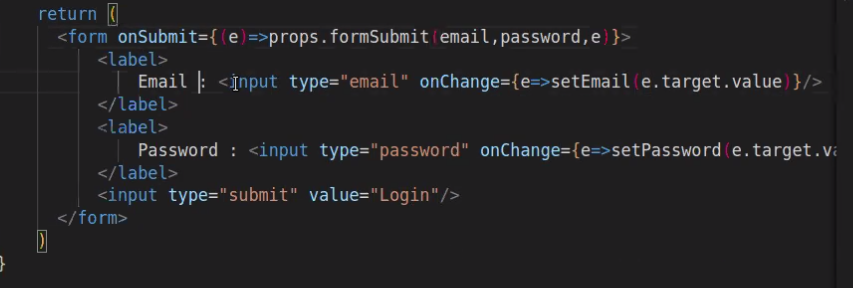 return (
<form onSubmit={(e)=>props.formSubmit(email,password,e)}>
<label>
Email : <input type="email" onChange={e=>setEmail(e.target.value)}/>
</label>
<label>
Password : <input type="password" onChange={e=>setPassword(e.target.va
</label>
<input type="submit" value="Login"/>
</form>
)
}